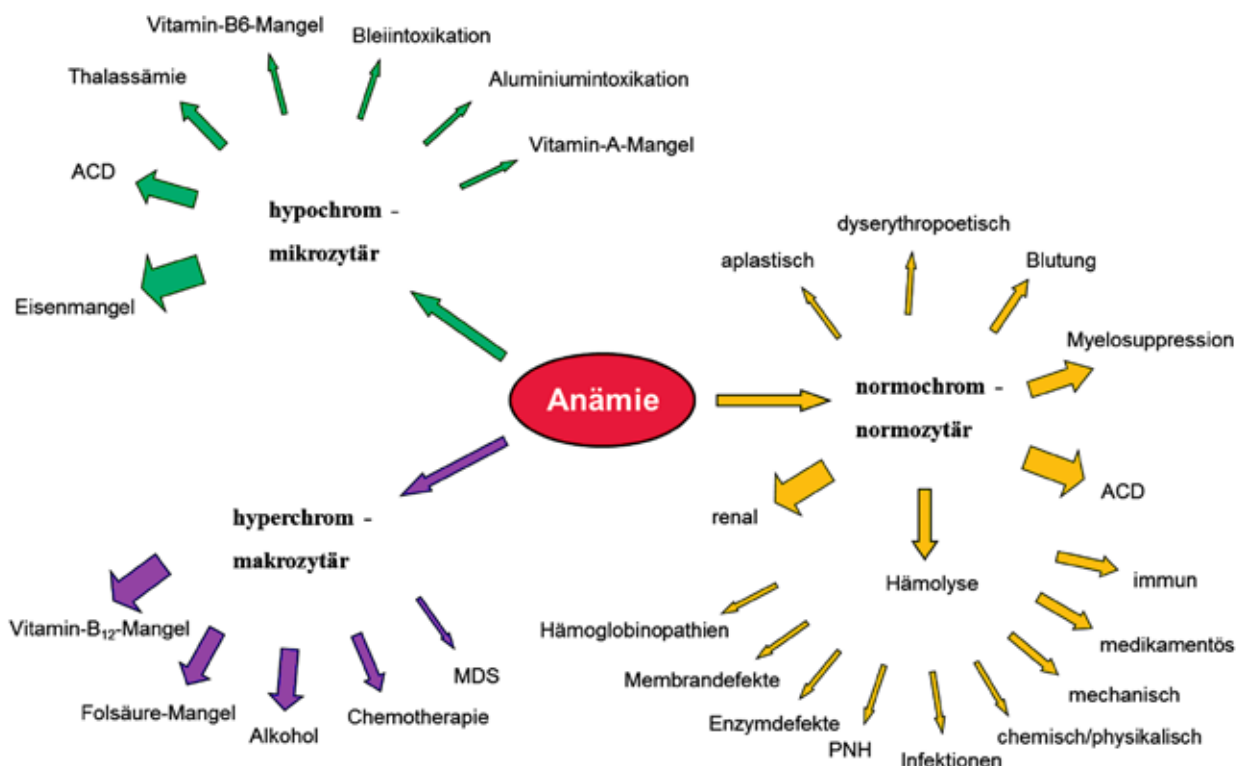 Vitamin-B6-Mangel
Bleiintoxikation
Thalassämie
Aluminiumintoxikation
Vitamin-A-Mangel
ACD
hypochrom -
mikrozytär
Eisenmangel
dyserythropoetisch
aplastisch
Blutung
Myelosuppression
Anämie
normochrom -
normozytär
ACD
renal
Hämolyse
immun
medikamentös
mechanisch
chemisch/physikalisch
Infektionen
PNH
Enzymdefekte
Membrandefekte
Hämoglobinopathien
hyperchrom -
makrozytär
Vitamin-B₁₂-Mangel
Folsäure-Mangel
Alkohol
Chemotherapie
MDS